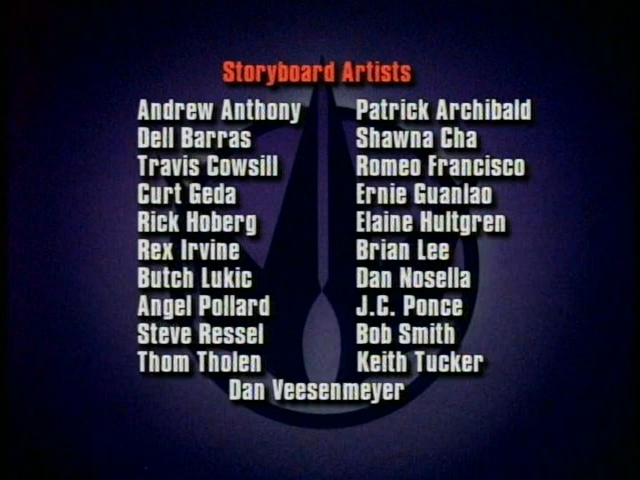 Storyboard Artists
Andrew Anthony Patrick Archibald
Dell Barras Shawna Cha
Travis Cowsill Romeo Francisco
Curt Geda Ernie Guanlao
Rick Hoberg Elaine Hultgren
Rex Irvine Brian Lee
Butch Lukic Dan Nosella
Angel Pollard J.C. Ponce
Steve Ressel Bob Smith
Thom Tholen Keith Tucker
Dan Veesenmeyer